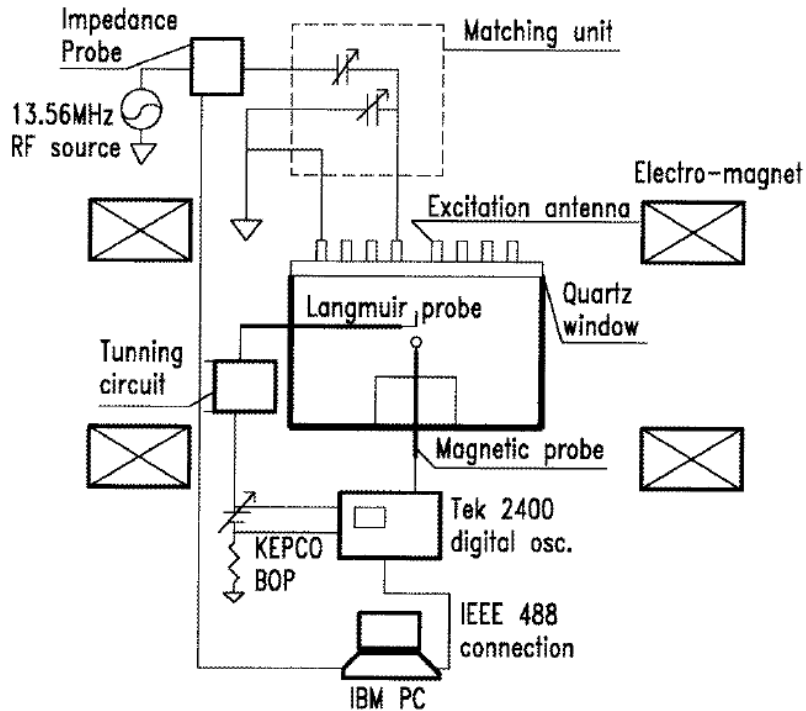 Impedance
Probe
Matching unit
13.56MHz
RF source
Electro-magnet
Excitation antenna
Langmuir probe
Quartz
window
Tunning
circuit
Magnetic probe
Tek 2400
digital osc.
KEPCO
BOP
IEEE 488
connection
IBM PC